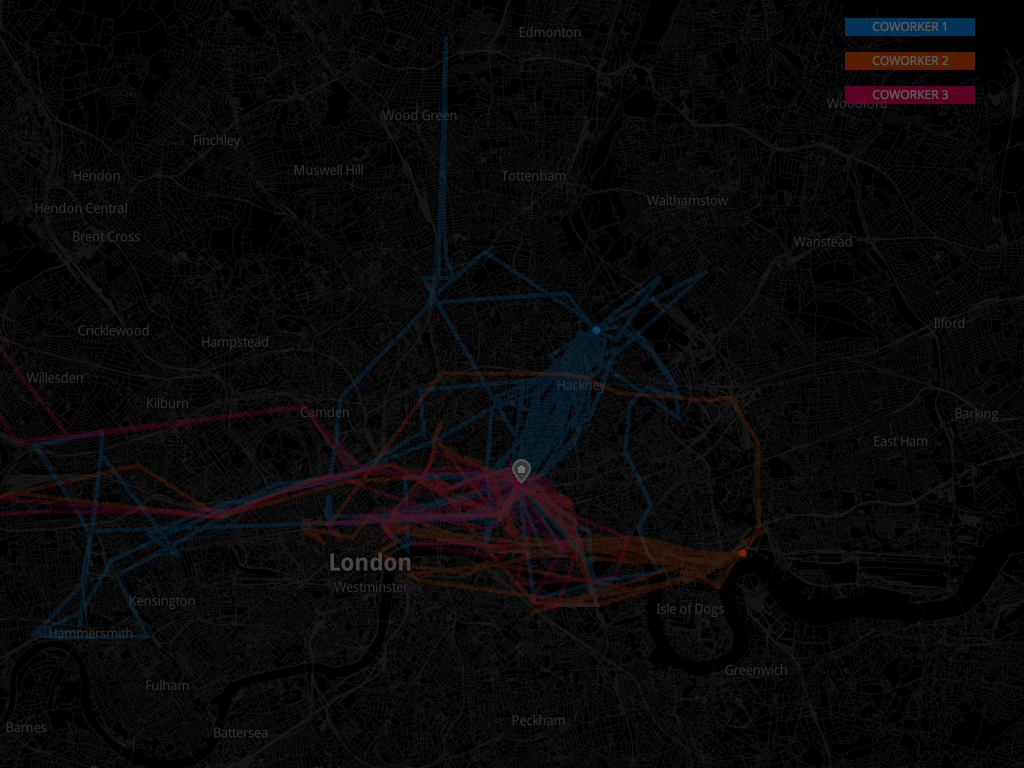 Edmonton
COWORKER 1
COWORKER 2
COWORKER 3
Woodford
Wood Green
Finchley
Muswell Hill
Hendon
Tottenham
Walthamstow
Hendon Central
Brent Cross
Wanstead
Cricklewood
Hampstead
Ilford
Willesden
Hackney
Kilburn
Camden
Barking
East Ham
London
Westminster
Kensington
Isle of Dogs
Hammersmith
Greenwich
Fulham
Peckham
Barnes
Battersea